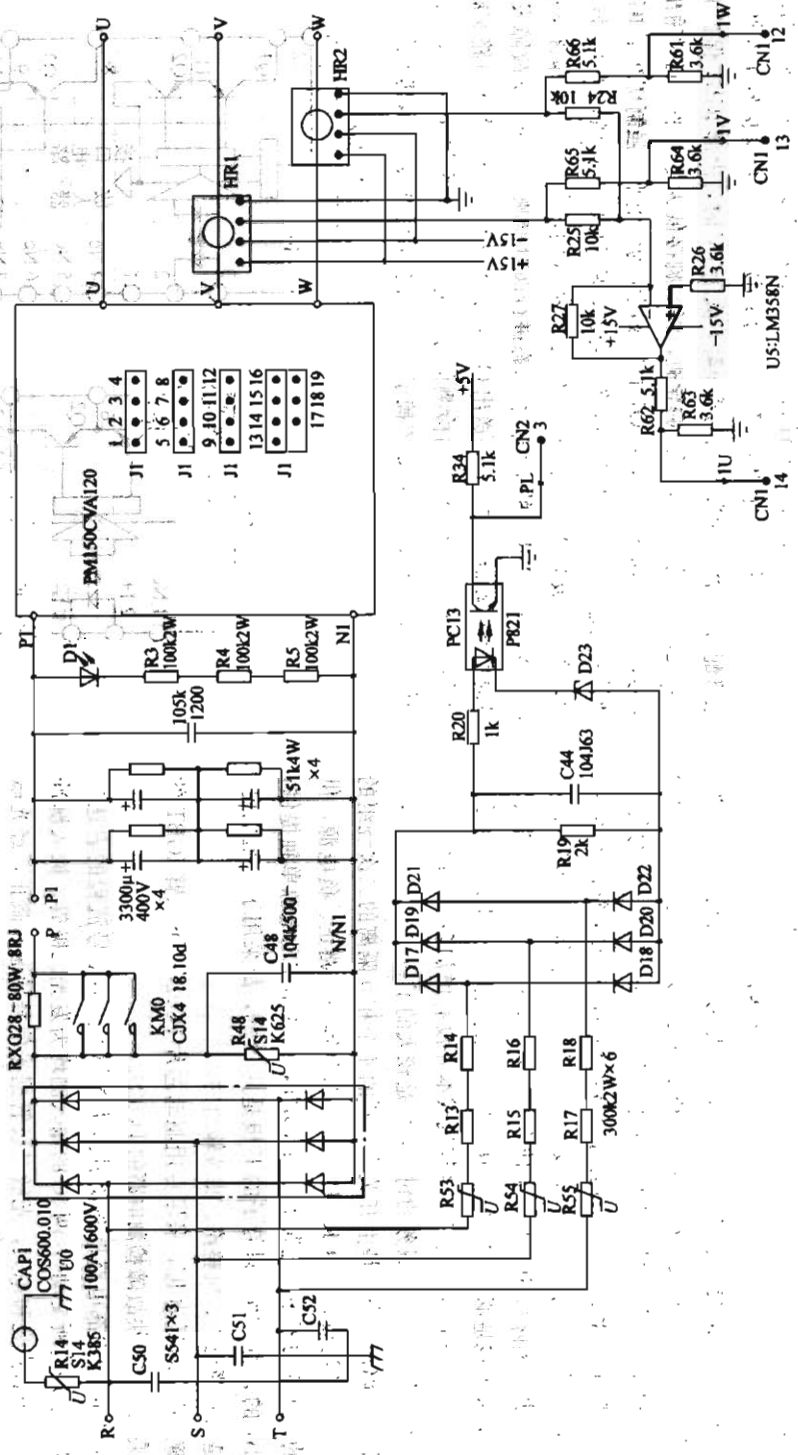 CAP1
COS600.010
U0
R14
S14
K385
U
100A1600V
R
S
T
C50
S541×3
C51
C52
RXG28-80W 8RJ
KM0
CJX4 18.10d
R48
S14
K625
U
C48
104k500-
N/N1
P
P1
3300μ
400V
×4
51k4W
×4
105k
1200
D1
R3
100k2W
R4
100k2W
R5
100k2W
P1
N1
PM150CVA120
1 2 3 4
J1
5 6 7 8
J1
9 10 11 12
J1
13 14 15 16
J1
17 18 19
U
V
W
U
V
W
HR1
HR2
+15V
-15V
R53
U
R54
U
R55
U
R13
R14
R15
R16
R17
R18
300k2W×6
D17
D19
D21
D18
D20
D22
R19
2k
C44
104J63
R20
1k
D23
PC13
P821
R34
5.1k
+5V
PL
CN2
3
R66
5.1k
R61
3.6k
1W
CN1
12
R24 10k
R65
5.1k
R64
3.6k
1V
CN1
13
R25
10k
R27
10k
+15V
-15V
R26
3.6k
U5:LM358N
R62
5.1k
R63
3.6k
1U
CN1
14